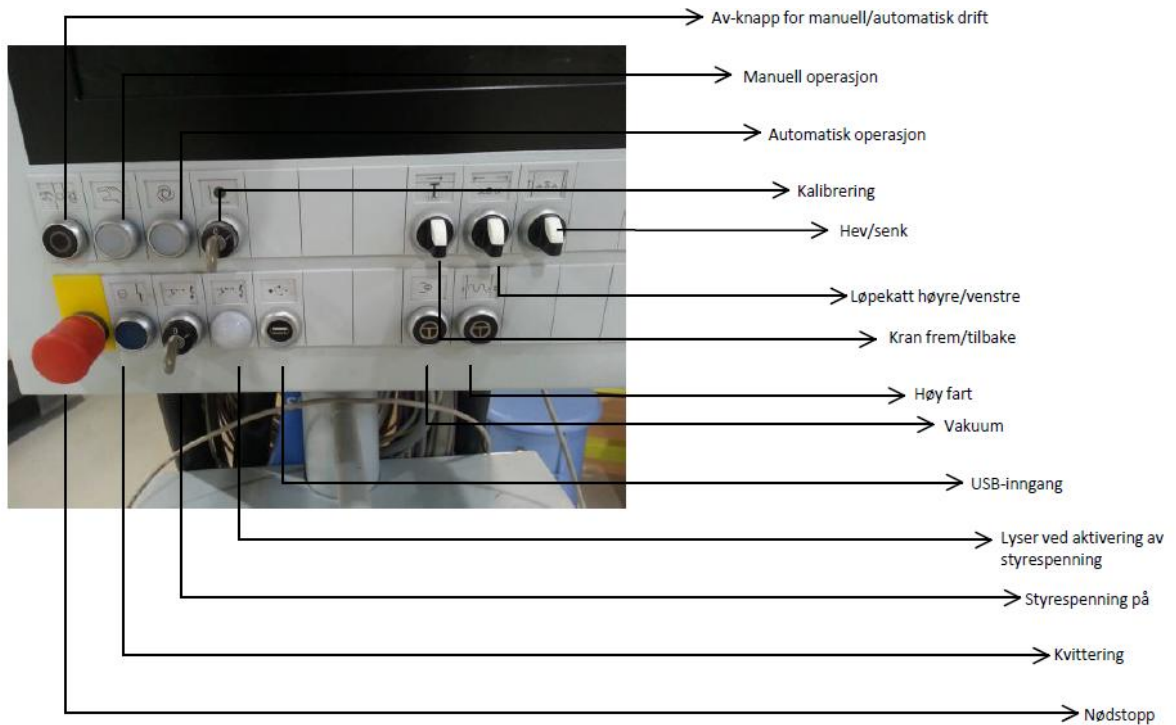 Av-knapp for manuell/automatisk drift
Manuell operasjon
Automatisk operasjon
Kalibrering
Hev/senk
Løpekatt høyre/venstre
Kran frem/tilbake
Høy fart
Vakuum
USB-inngang
Lyser ved aktivering av
styrespenning
Styrespenning på
Kvittering
Nødstopp